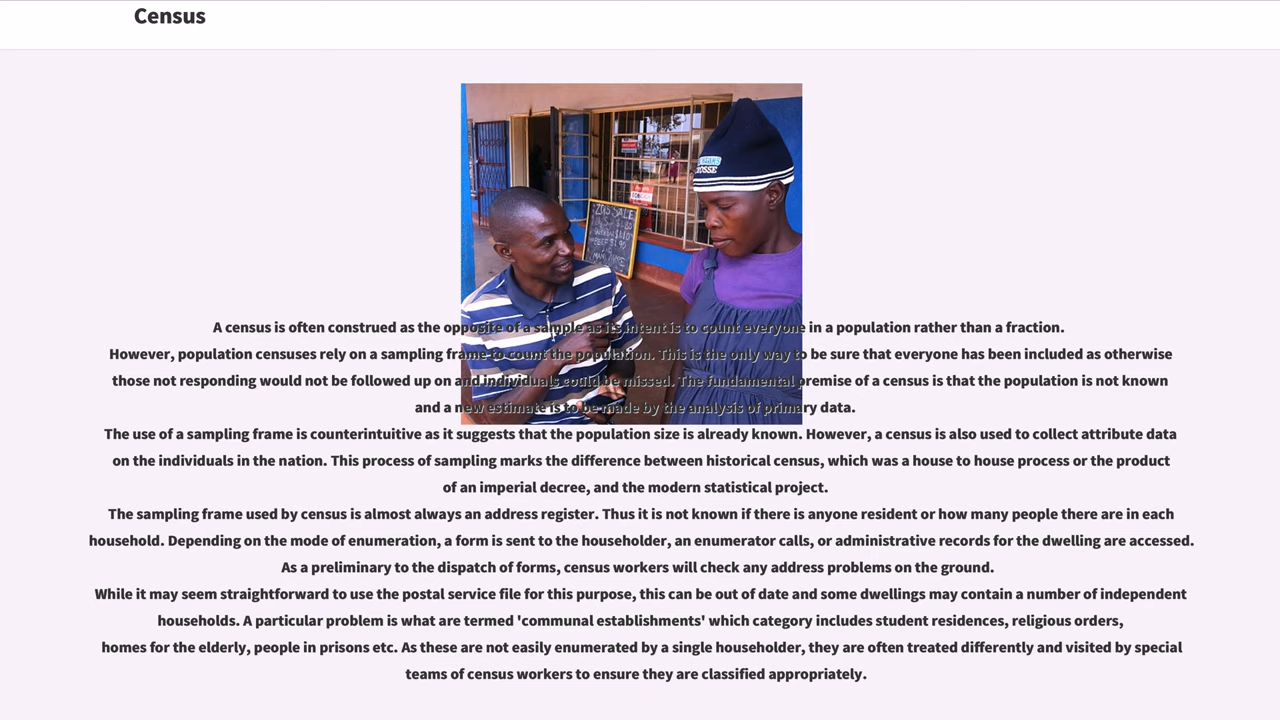 Census
STARS
CROSSE
ZOIS SALE
BEEF $1.90
A census is often construed as the opposite of a sample as its intent is to count everyone in a population rather than a fraction.
However, population censuses rely on a sampling frame to count the population. This is the only way to be sure that everyone has been included as otherwise
those not responding would not be followed up on and individuals could be missed. The fundamental premise of a census is that the population is not known
and a new estimate is to be made by the analysis of primary data.
The use of a sampling frame is counterintuitive as it suggests that the population size is already known. However, a census is also used to collect attribute data
on the individuals in the nation. This process of sampling marks the difference between historical census, which was a house to house process or the product
of an imperial decree, and the modern statistical project.
The sampling frame used by census is almost always an address register. Thus it is not known if there is anyone resident or how many people there are in each
household. Depending on the mode of enumeration, a form is sent to the householder, an enumerator calls, or administrative records for the dwelling are accessed.
As a preliminary to the dispatch of forms, census workers will check any address problems on the ground.
While it may seem straightforward to use the postal service file for this purpose, this can be out of date and some dwellings may contain a number of independent
households. A particular problem is what are termed 'communal establishments' which category includes student residences, religious orders,
homes for the elderly, people in prisons etc. As these are not easily enumerated by a single householder, they are often treated differently and visited by special
teams of census workers to ensure they are classified appropriately.